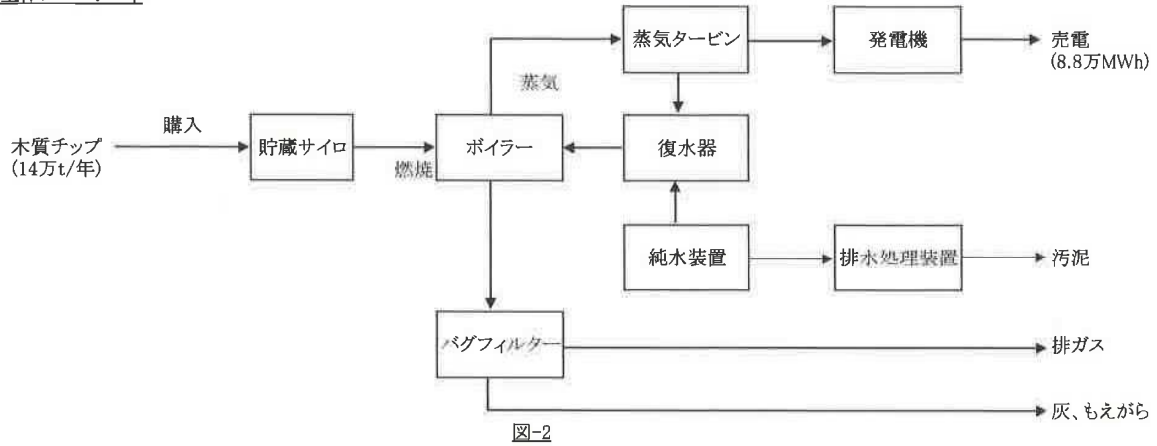 蒸気タービン
発電機
売電
(8.8万MWh)
蒸気
購入
木質チップ
(14万t/年)
貯蔵サイロ
燃焼
ボイラー
復水器
純水装置
排水処理装置
汚泥
バグフィルター
排ガス
灰、もえがら
図-2